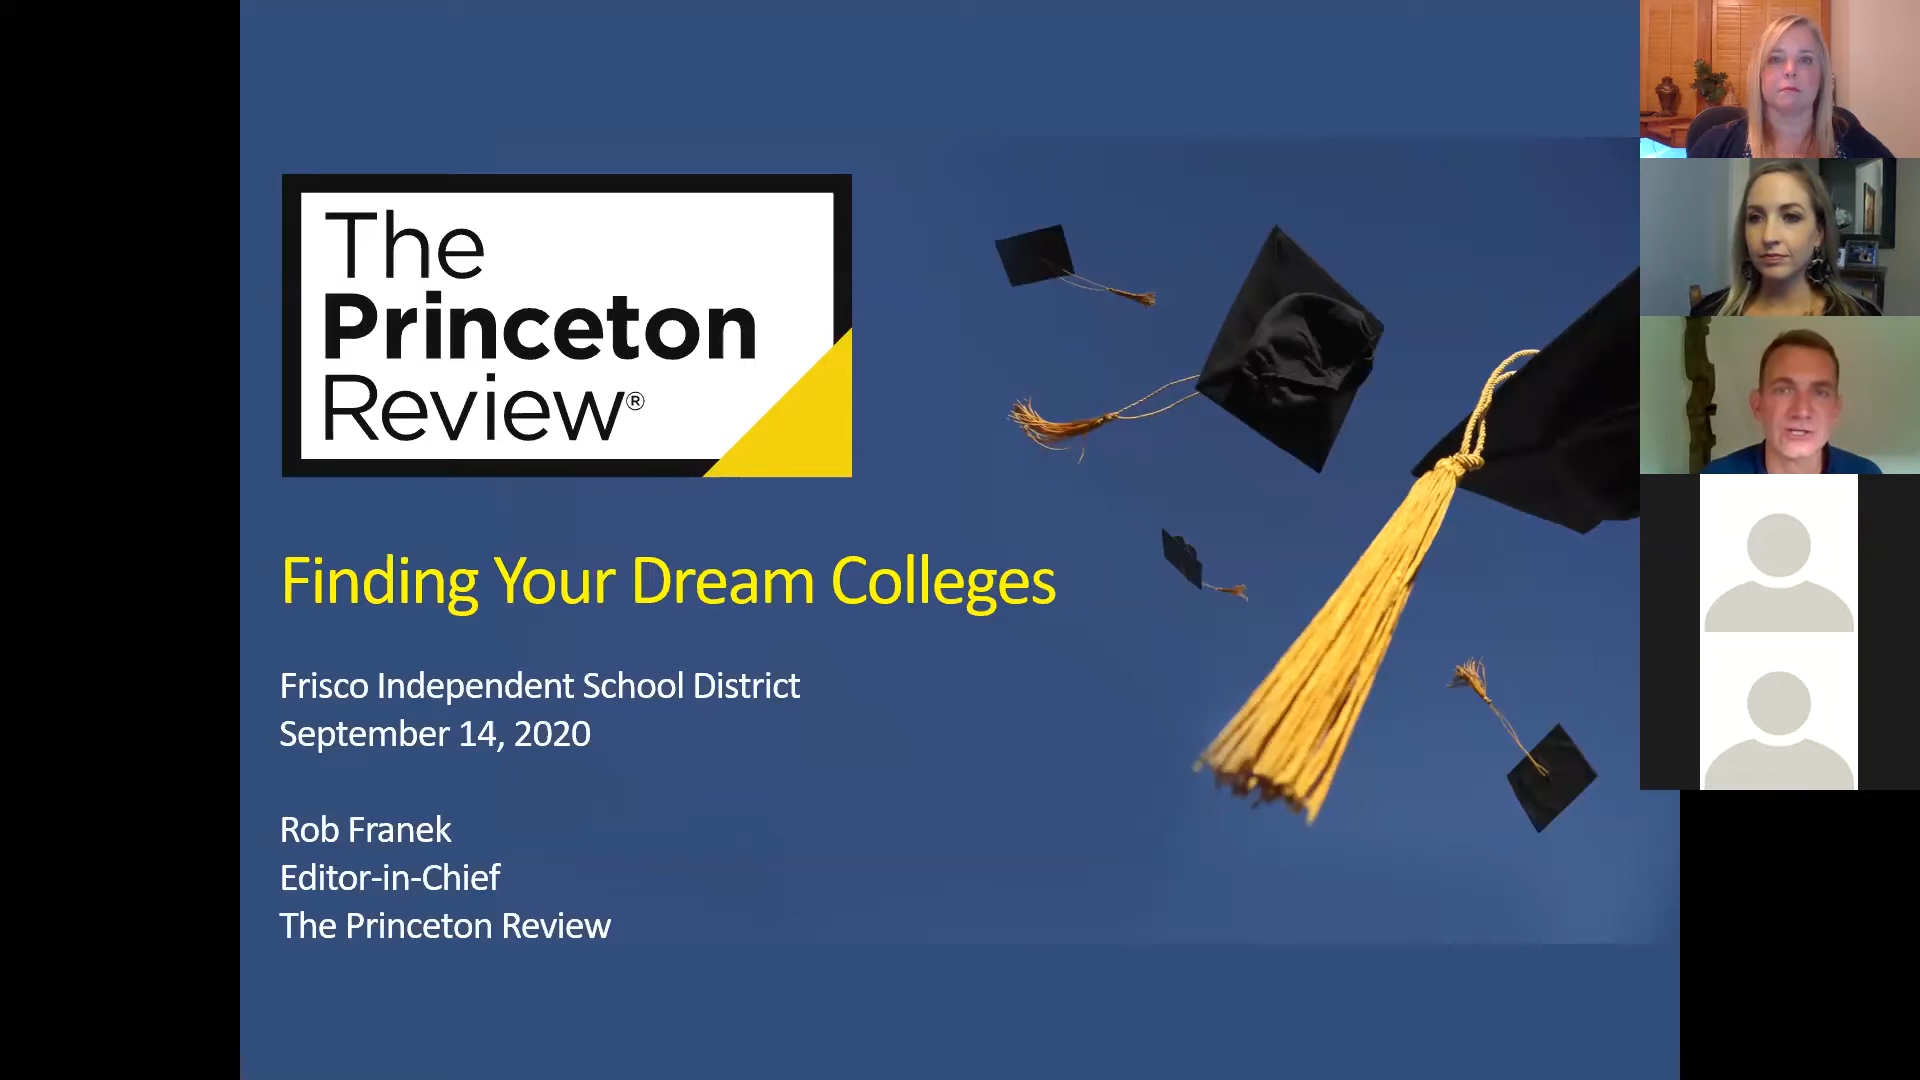 The
Princeton
Review®
Finding Your Dream Colleges
Frisco Independent School District
September 14, 2020
Rob Franek
Editor-in-Chief
The Princeton Review